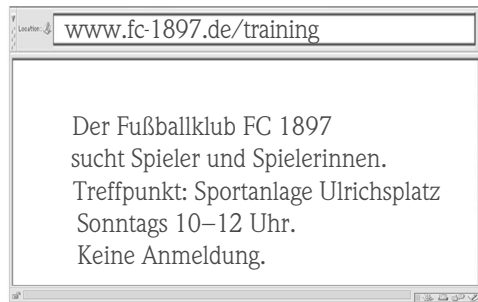 Location:
www.fc-1897.de/training
Der Fußballklub FC 1897
sucht Spieler und Spielerinnen.
Treffpunkt: Sportanlage Ulrichsplatz
Sonntags 10–12 Uhr.
Keine Anmeldung.